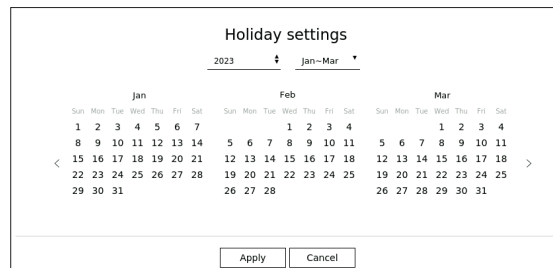 Holiday settings
2023 Jan~Mar
Jan
Sun Mon Tue Wed Thu Fri Sat
1 2 3 4 5 6 7
8 9 10 11 12 13 14
15 16 17 18 19 20 21
22 23 24 25 26 27 28
29 30 31
Feb
Sun Mon Tue Wed Thu Fri Sat
1 2 3 4
5 6 7 8 9 10 11
12 13 14 15 16 17 18
19 20 21 22 23 24 25
26 27 28
Mar
Sun Mon Tue Wed Thu Fri Sat
1 2 3 4
5 6 7 8 9 10 11
12 13 14 15 16 17 18
19 20 21 22 23 24 25
26 27 28 29 30 31
Apply Cancel